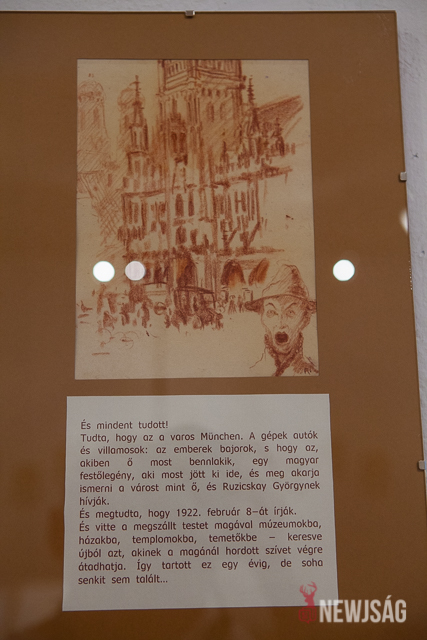 És mindent tudott!
Tudta, hogy az a varos München. A gépek autók
és villamosok: az emberek bajorok, s hogy az,
akiben ő most bennlakik, egy magyar
festőlegény, aki most jött ki ide, és meg akarja
ismerni a várost mint ő, és Ruzicskay Györgynek
hívják.
És megtudta, hogy 1922. február 8-át írják.
És vitte a megszállt testet magával múzeumokba,
házakba, templomokba, temetőkbe – keresve
újból azt, akinek a magánál hordott szívet végre
átadhatja. Így tartott ez egy évig, de soha
senkit sem talált...
NEWJSÁG